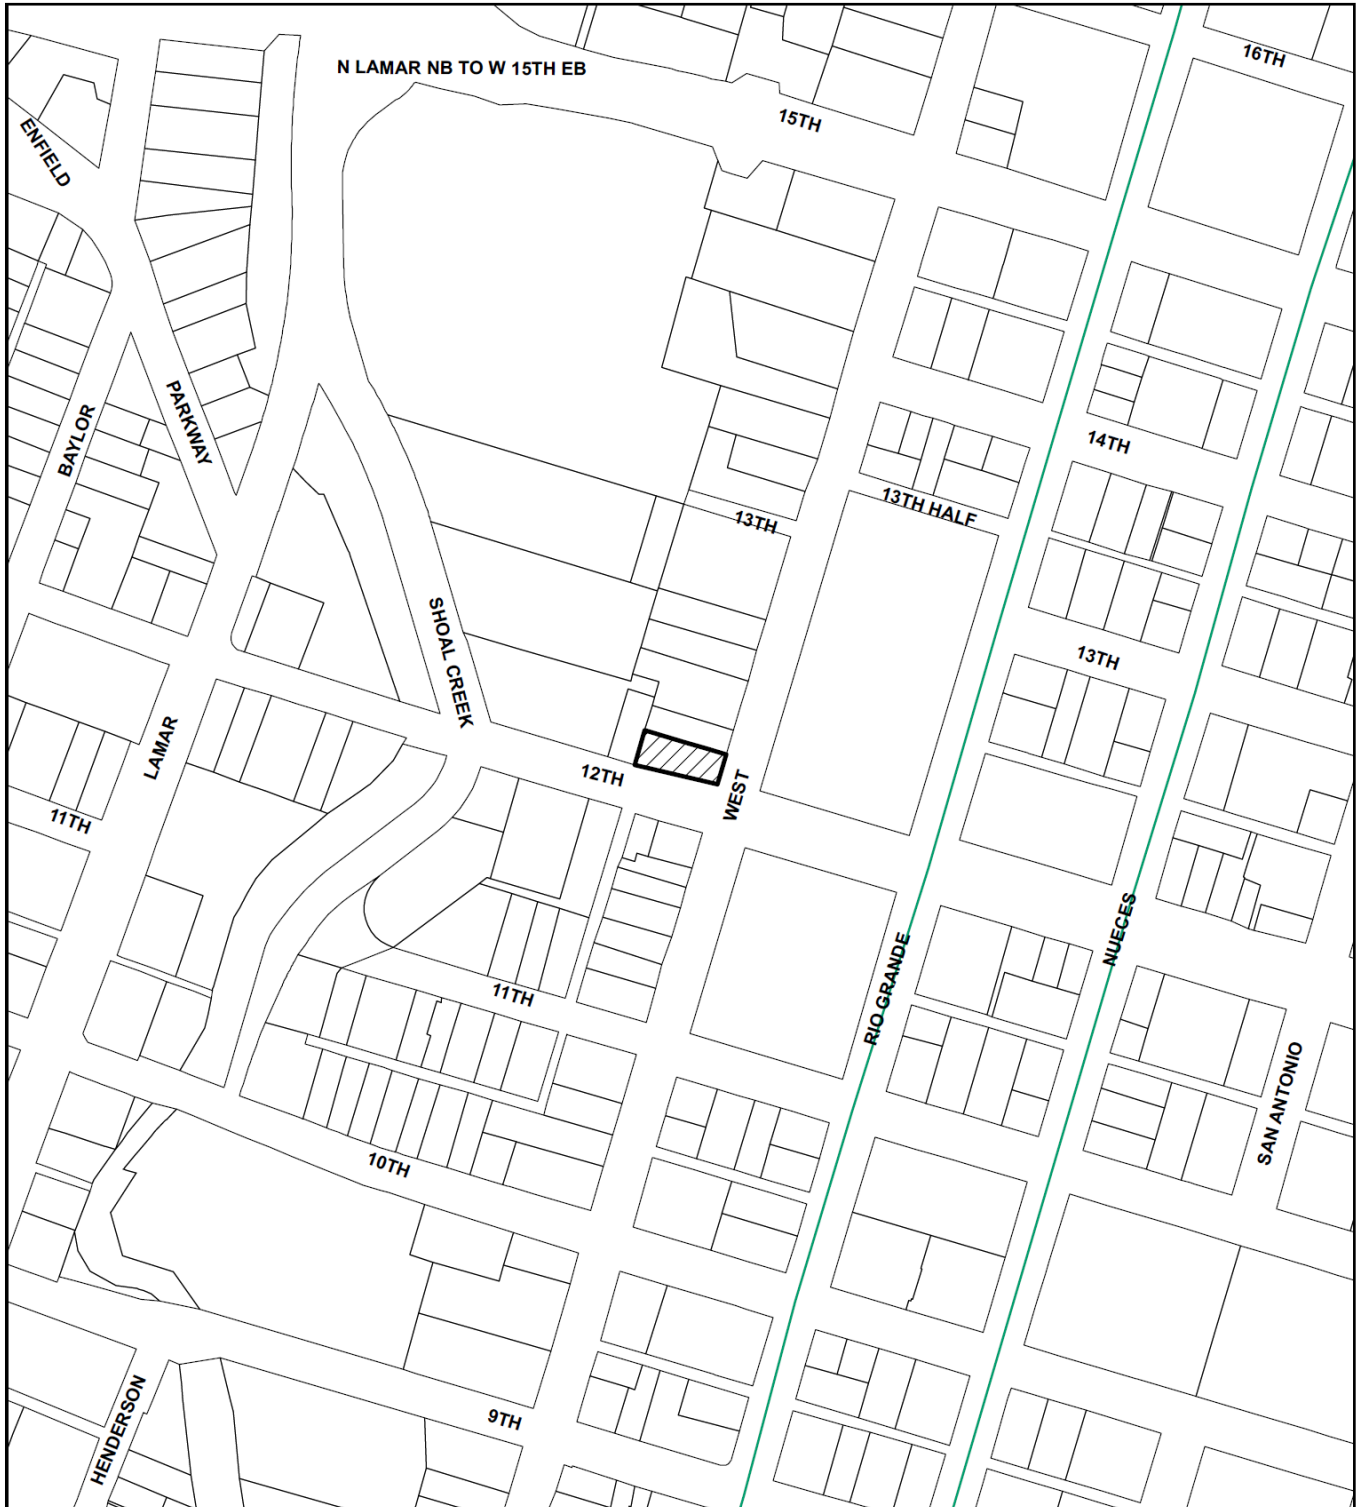 16TH
N LAMAR NB TO W 15TH EB
15TH
ENFIELD
PARKWAY
BAYLOR
14TH
13TH HALF
13TH
SHOAL CREEK
13TH
LAMAR
12TH
WEST
11TH
NUECES
RIO GRANDE
11TH
SAN ANTONIO
10TH
HENDERSON
9TH